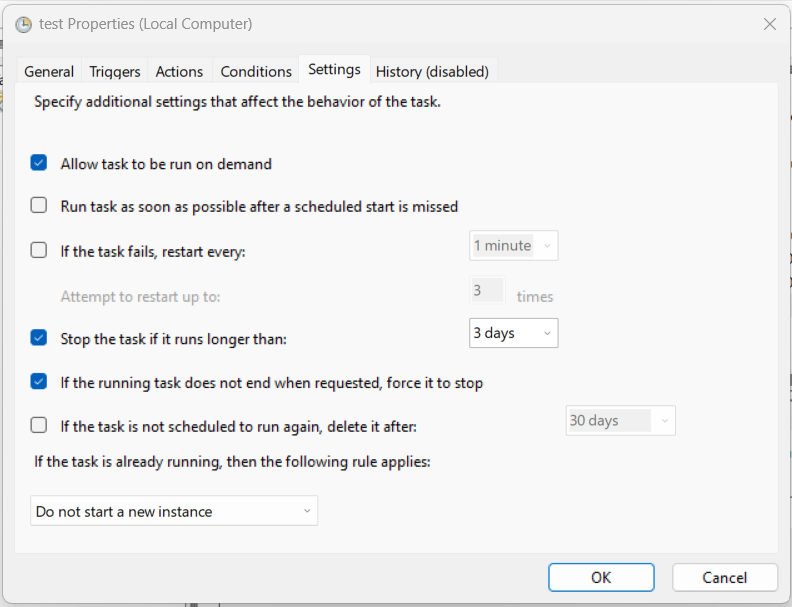 test Properties (Local Computer)
General Triggers Actions Conditions Settings History (disabled)
Specify additional settings that affect the behavior of the task.
Allow task to be run on demand
Run task as soon as possible after a scheduled start is missed
If the task fails, restart every: 1 minute
Attempt to restart up to: 3 times
Stop the task if it runs longer than: 3 days
If the running task does not end when requested, force it to stop
If the task is not scheduled to run again, delete it after: 30 days
If the task is already running, then the following rule applies:
Do not start a new instance
OK Cancel